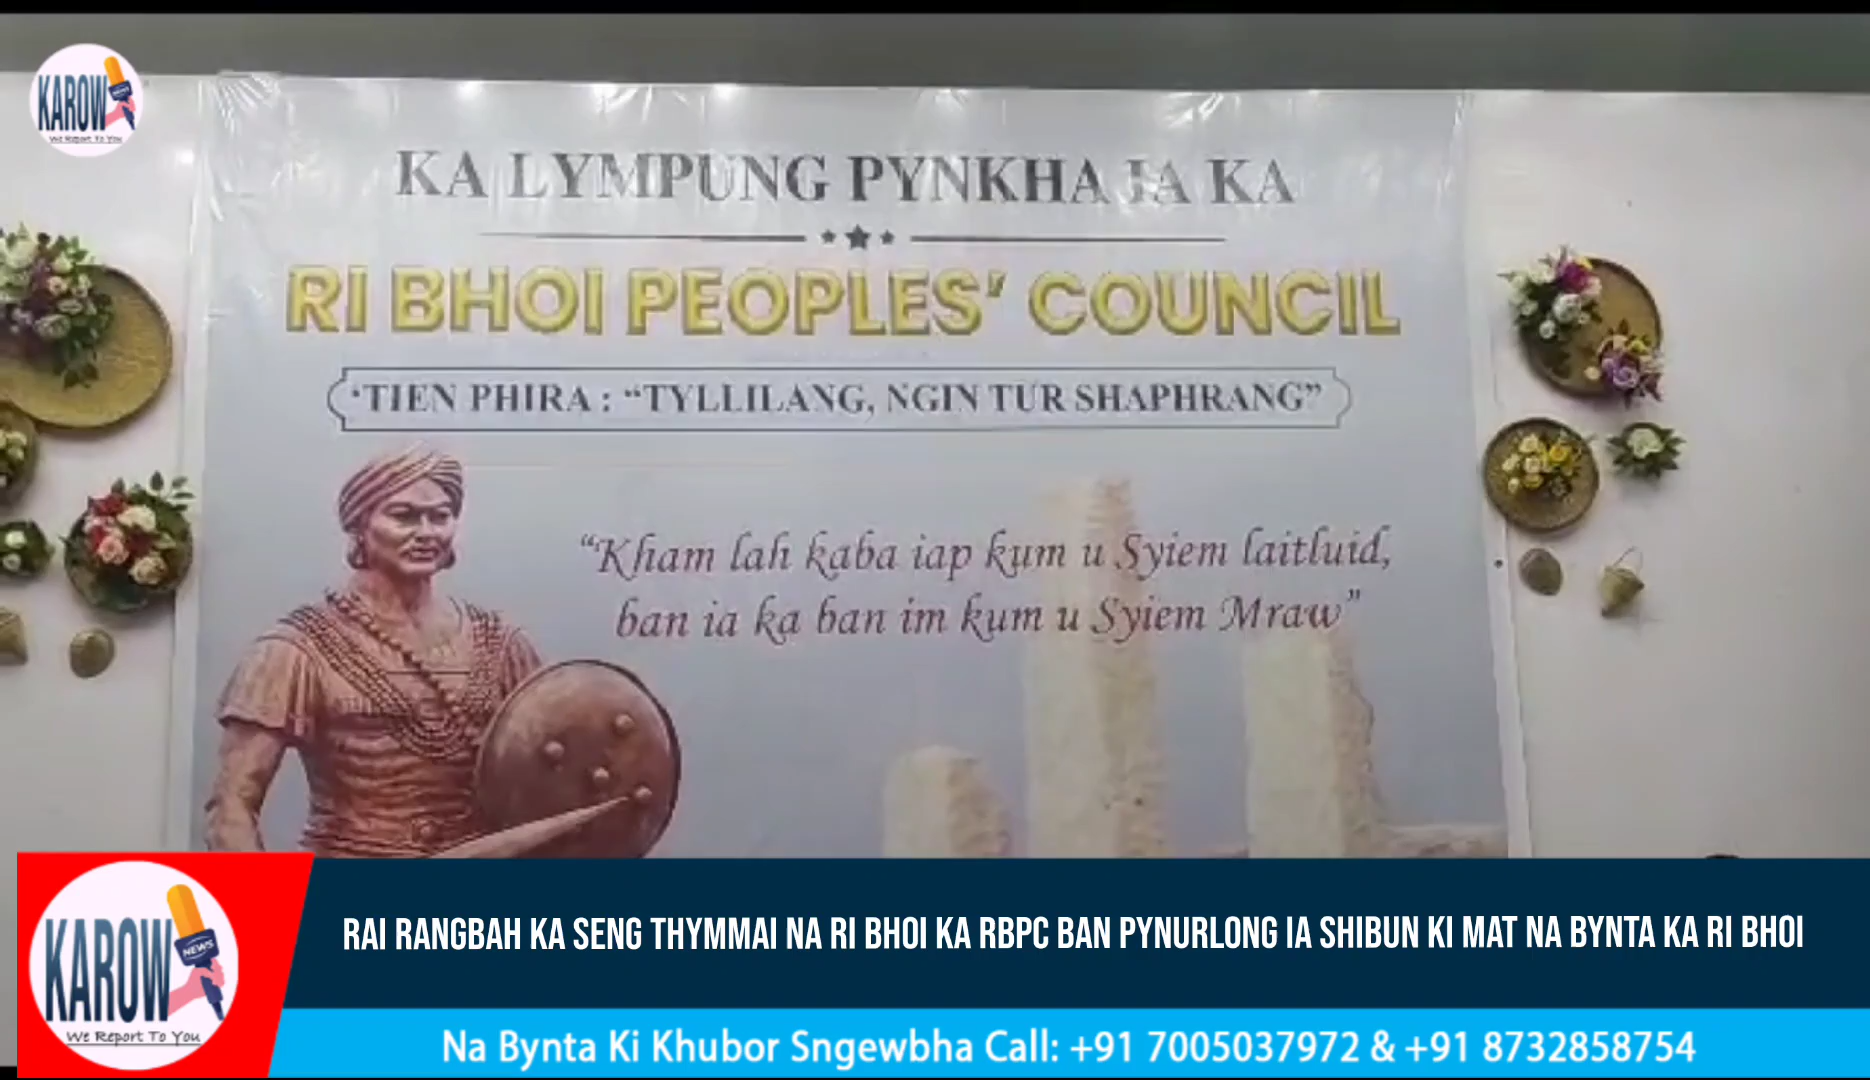 KAROW
NEWS
We Report To You
KA LYMPUNG PYNKHA IA KA
RI BHOI PEOPLES' COUNCIL
'TIEN PHIRA : “TYLLILANG, NGIN TUR SHAPHRANG”
“Kham lah kaba iap kum u Syiem laitluid,
ban ia ka ban im kum u Syiem Mraw”
KAROW
NEWS
We Report To You
RAI RANGBAH KA SENG THYMMAI NA RI BHOI KA RBPC BAN PYNURLONG IA SHIBUN KI MAT NA BYNTA KA RI BHOI
Na Bynta Ki Khubor Sngewbha Call: +91 7005037972 & +91 8732858754